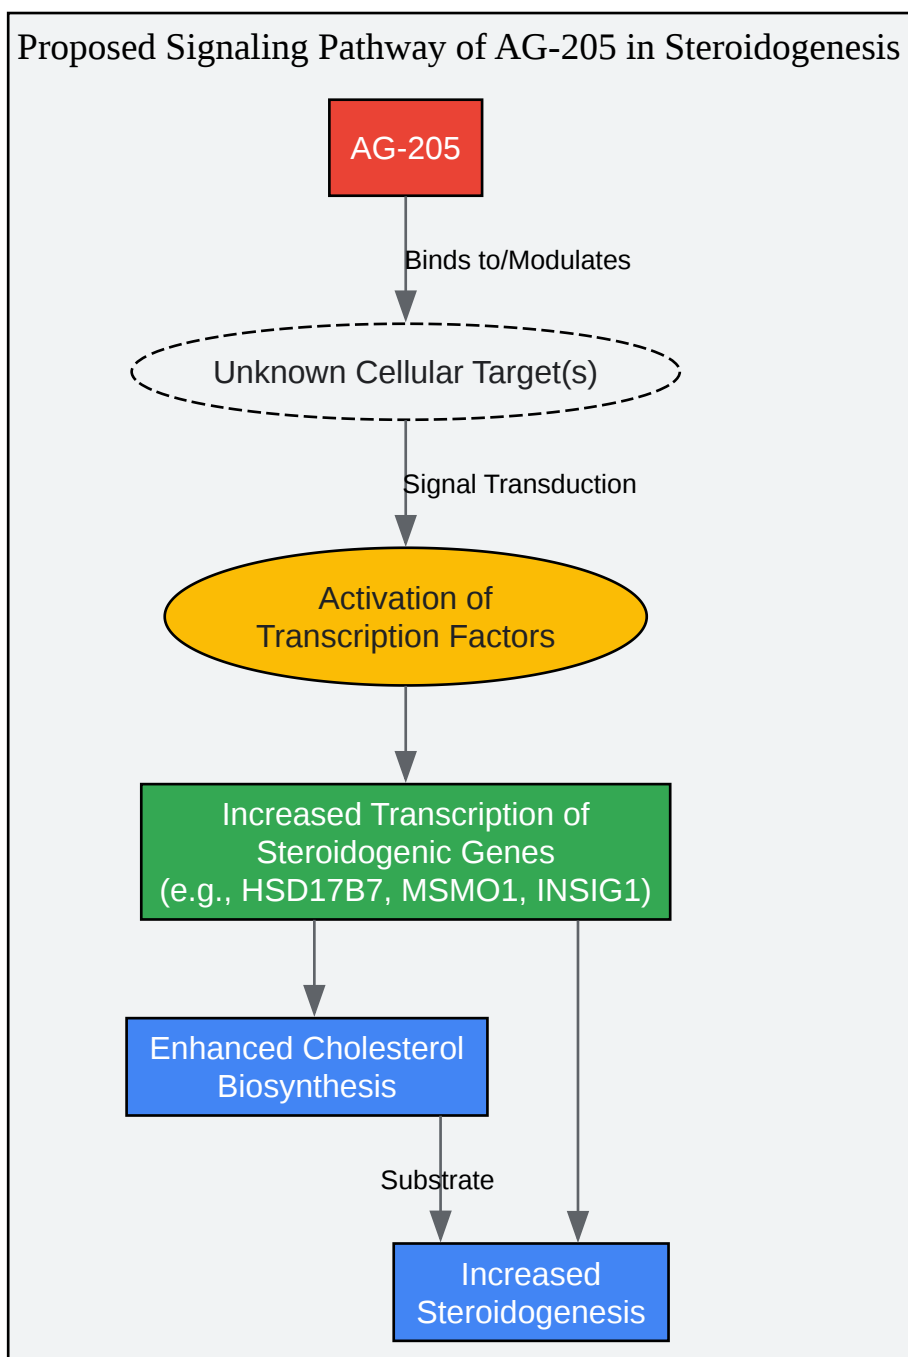 Proposed Signaling Pathway of AG-205 in Steroidogenesis
AG-205
Binds to/Modulates
Unknown Cellular Target(s)
Signal Transduction
Activation of
Transcription Factors
Increased Transcription of
Steroidogenic Genes
(e.g., HSD17B7, MSMO1, INSIG1)
Enhanced Cholesterol
Biosynthesis
Substrate
Increased
Steroidogenesis